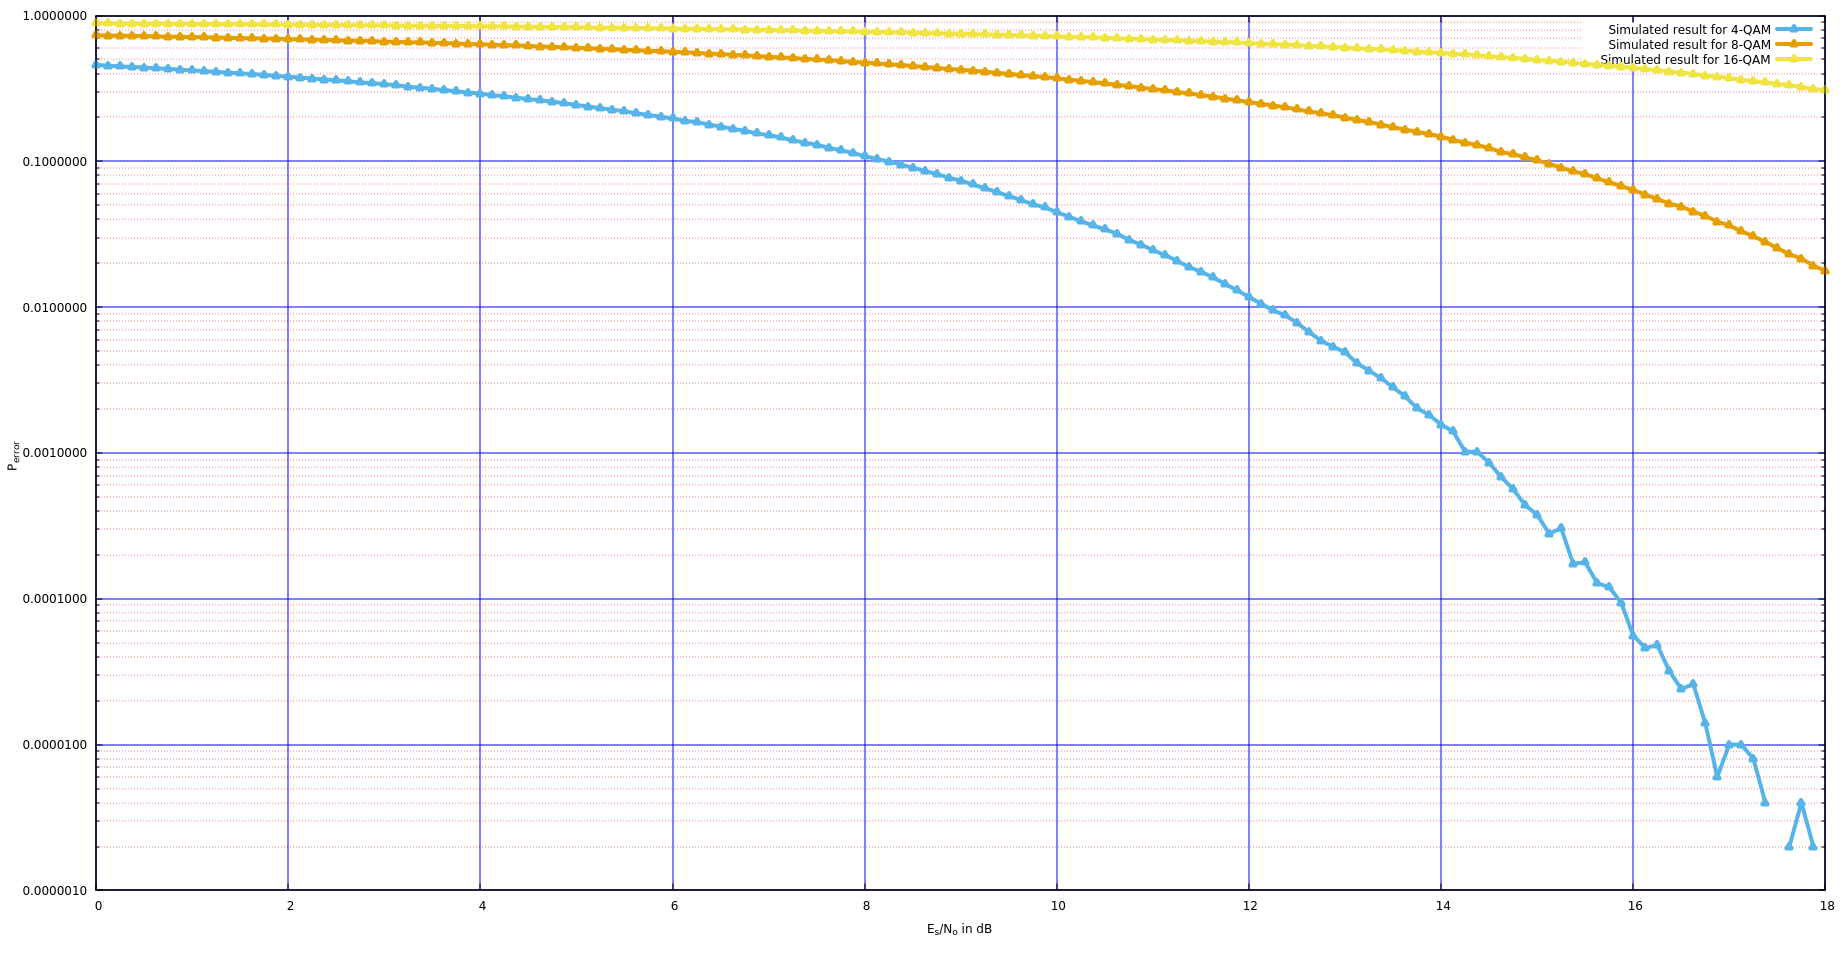 1.0000000
0.1000000
0.0100000
0.0010000
0.0001000
0.0000100
0.0000010
Perror
Simulated result for 4-QAM
Simulated result for 8-QAM
Simulated result for 16-QAM
0 2 4 6 8 10 12 14 16 18
Es/No in dB